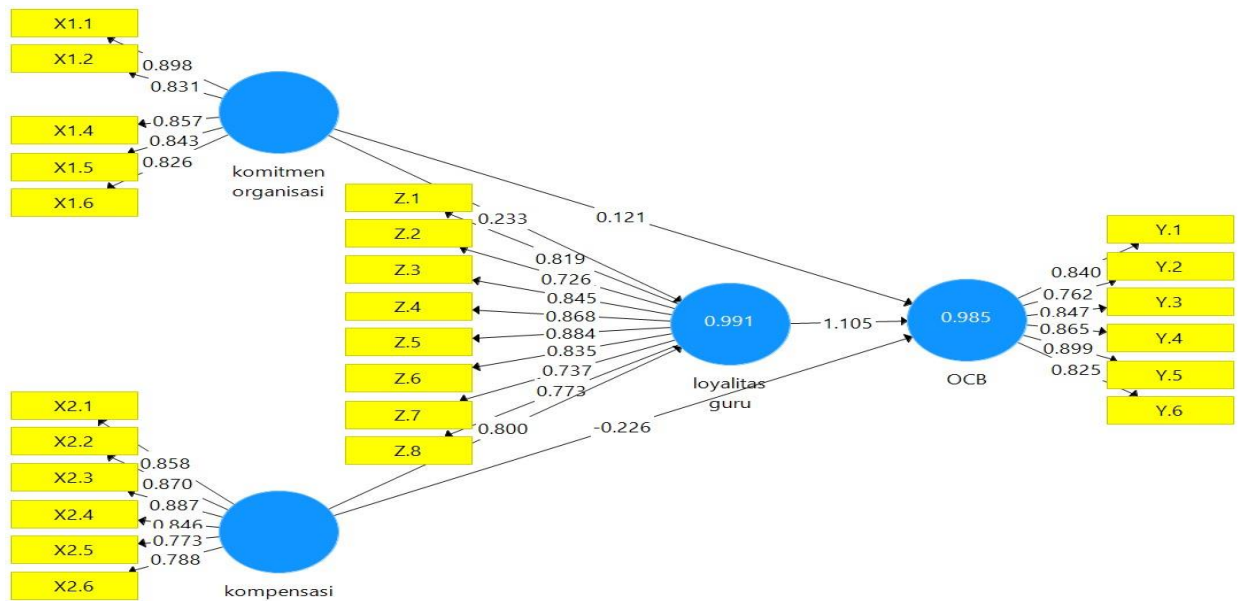 X1.1
X1.2
X1.4
X1.5
X1.6
0.898
0.831
0.857
0.843
0.826
komitmen
organisasi
X2.1
X2.2
X2.3
X2.4
X2.5
X2.6
0.858
0.870
0.887
0.846
0.773
0.788
kompensasi
Z.1
Z.2
Z.3
Z.4
Z.5
Z.6
Z.7
Z.8
0.233
0.819
0.726
0.845
0.868
0.884
0.835
0.737
0.773
0.800
0.991
loyalitas
guru
0.121
1.105
-0.226
0.985
OCB
0.840
0.762
0.847
0.865
0.899
0.825
Y.1
Y.2
Y.3
Y.4
Y.5
Y.6